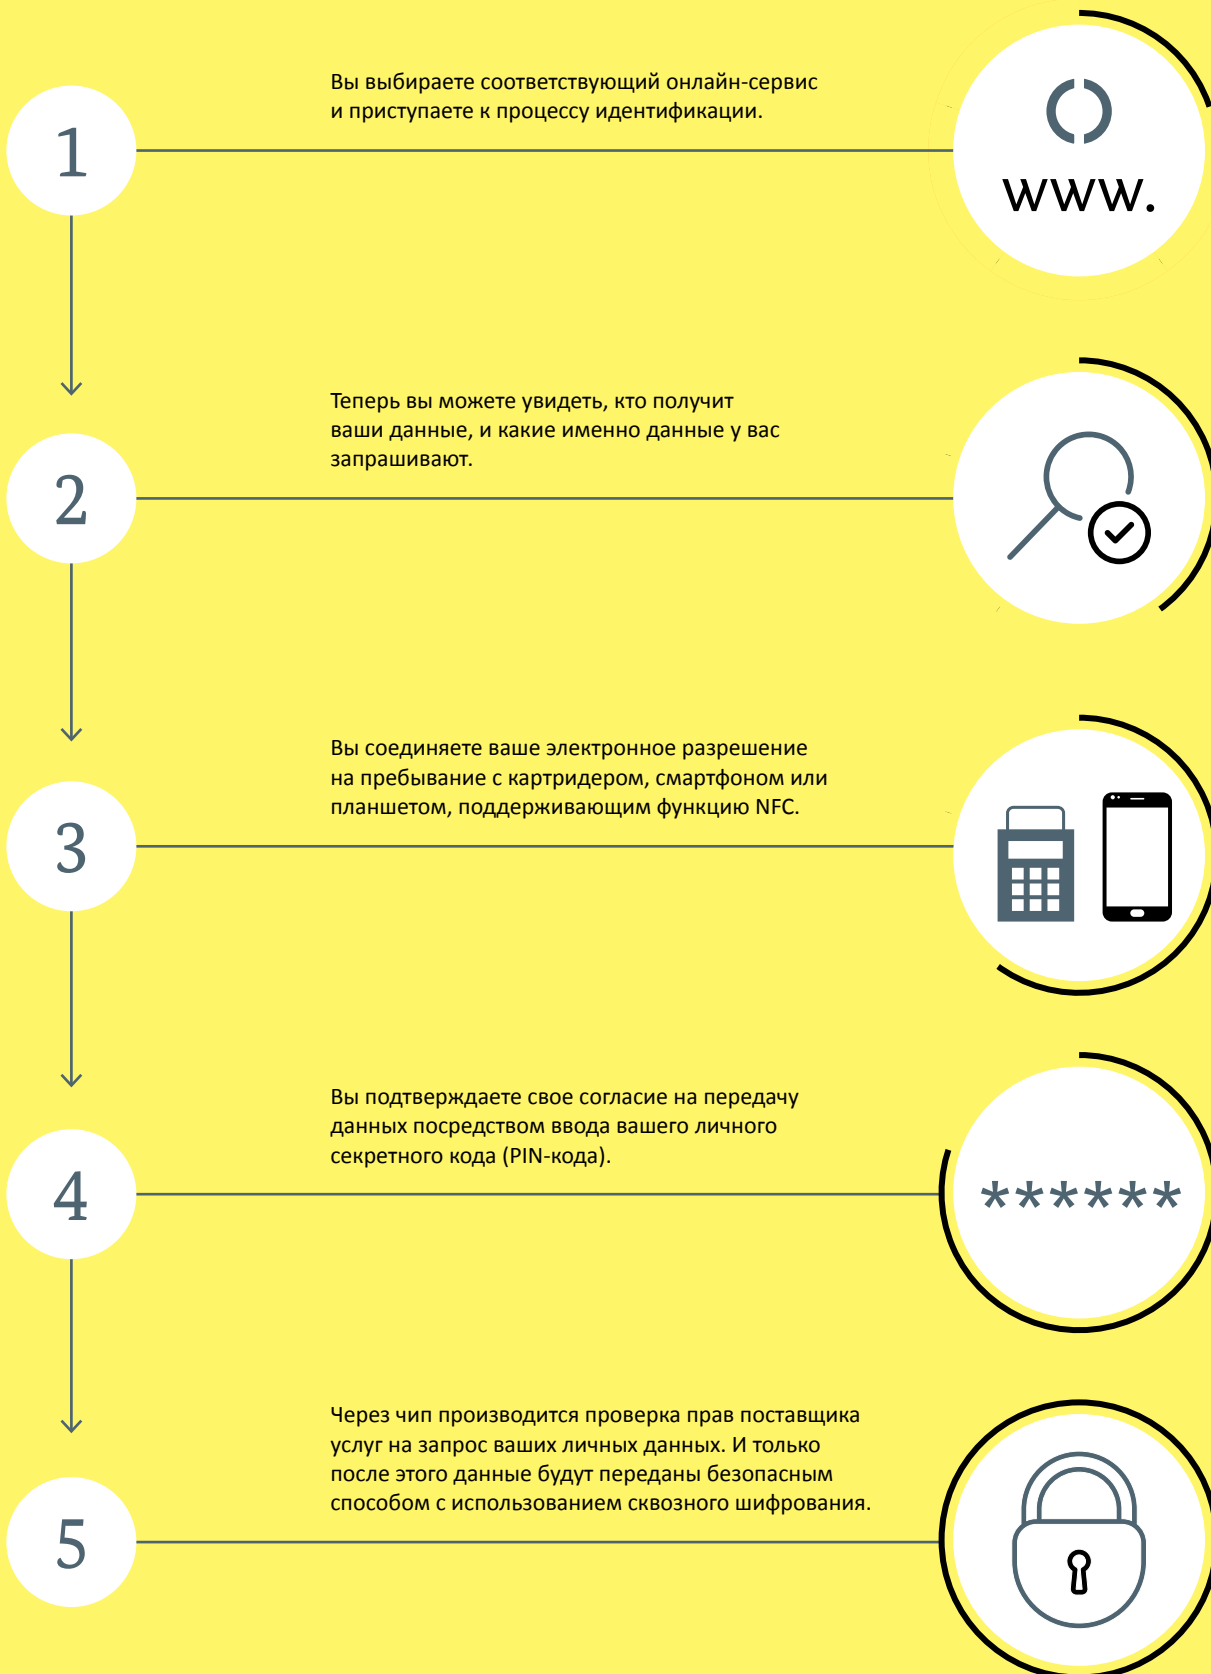 Вы выбираете соответствующий онлайн-сервис
и приступаете к процессу идентификации.
1
www.
Теперь вы можете увидеть, кто получит
ваши данные, и какие именно данные у вас
запрашивают.
2
Вы соединяете ваше электронное разрешение
на пребывание с картридером, смартфоном или
планшетом, поддерживающим функцию NFC.
3
Вы подтверждаете свое согласие на передачу
данных посредством ввода вашего личного
секретного кода (PIN-кода).
4
******
Через чип производится проверка прав поставщика
услуг на запрос ваших личных данных. И только
после этого данные будут переданы безопасным
способом с использованием сквозного шифрования.
5